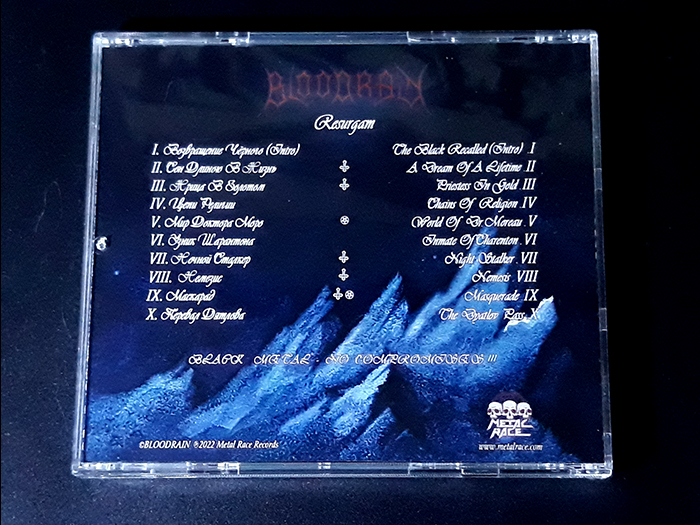 BLOODRAIN
Resurgam
I. Возвращение Чёрного (Intro)
The Black Recalled (Intro) .I
II. Сон Длиною В Жизнь
A Dream Of A Lifetime .II
III. Жрица В Золотом
Priestess In Gold .III
IV. Цепи Религии
Chains Of Religion .IV
V. Мир Доктора Моро
World Of Dr. Moreau .V
VI. Узник Шарантона
Inmate Of Charenton .VI
VII. Ночной Сталкер
Night Stalker .VII
VIII. Немезис
Nemesis .VIII
IX. Маскарад
Masquerade .IX
X. Перевал Дятлова
The Dyatlov Pass .X
BLACK METAL - NO COMPROMISES!!!
METAL RACE
©BLOODRAIN ℗2022 Metal Race Records
www.metalrace.com